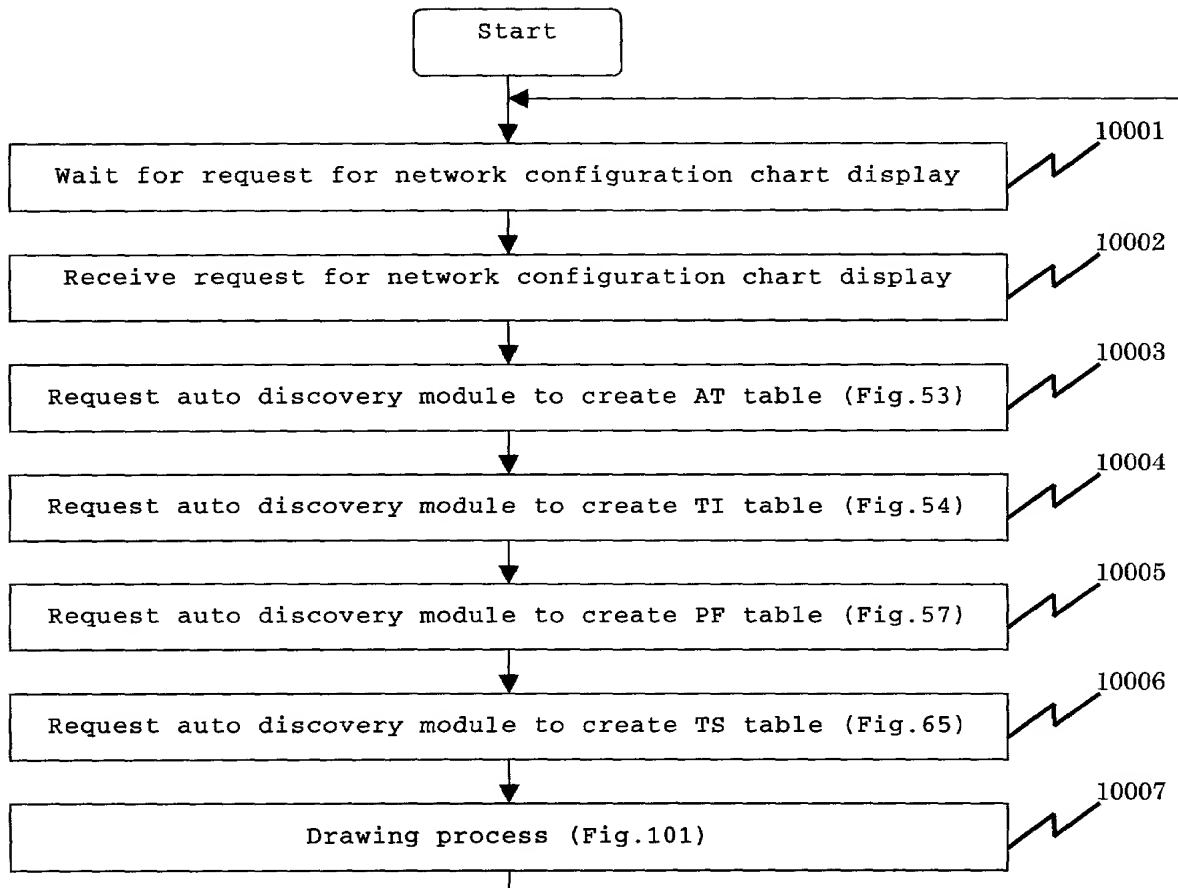 Start
10001
Wait for request for network configuration chart display
10002
Receive request for network configuration chart display
10003
Request auto discovery module to create AT table (Fig.53)
10004
Request auto discovery module to create TI table (Fig.54)
10005
Request auto discovery module to create PF table (Fig.57)
10006
Request auto discovery module to create TS table (Fig.65)
10007
Drawing process (Fig.101)